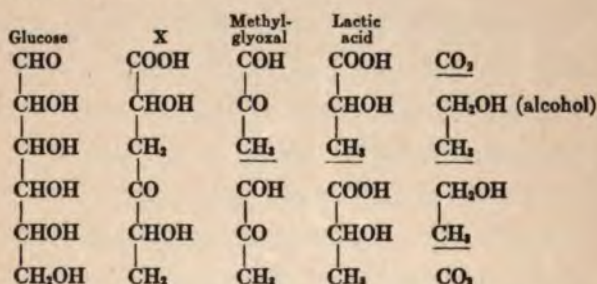 Methyl- Lactic
Glucose X glyoxal acid
CHO COOH COH COOH CO₂
CHOH CHOH CO CHOH CH₂OH (alcohol)
CHOH CH₂ CH₃ CH₃ CH₃
CHOH CO COH COOH CH₂OH
CHOH CHOH CO CHOH CH₃
CH₂OH CH₃ CH₃ CH₃ CO₂